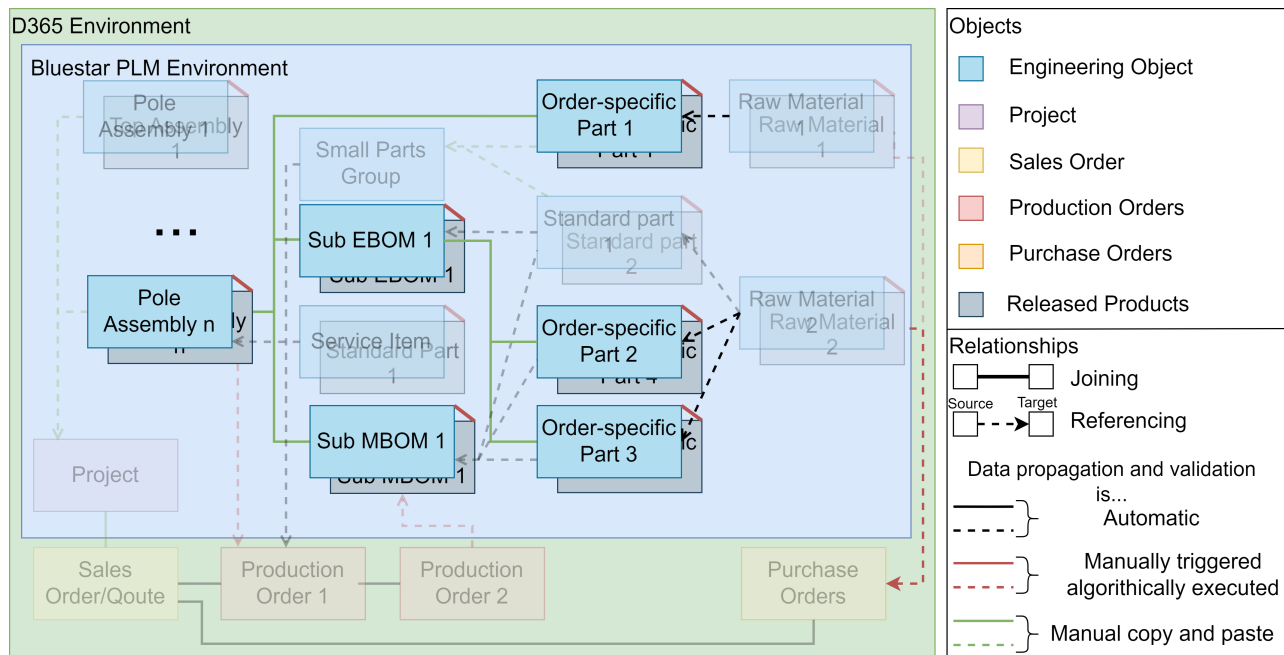 D365 Environment
Bluestar PLM Environment
Pole
Assembly 1
Top Assembly
1
Small Parts
Group
Order-specific
Part 1
Raw Material
1
Raw Material
1
...
Sub EBOM 1
Sub EBOM 1
Standard part
1
Standard part
2
Pole
Assembly n
n
Service Item
Standard Part
1
Order-specific
Part 2
Part 4
Raw Material
2
Raw Material
2
Sub MBOM 1
Sub MBOM 1
Order-specific
Part 3
Project
Sales
Order/Qoute
Production
Order 1
Production
Order 2
Purchase
Orders
Objects
Engineering Object
Project
Sales Order
Production Orders
Purchase Orders
Released Products
Relationships
Joining
Source
Target
Referencing
Data propagation and validation
is...
Automatic
Manually triggered
algorithically executed
Manual copy and paste